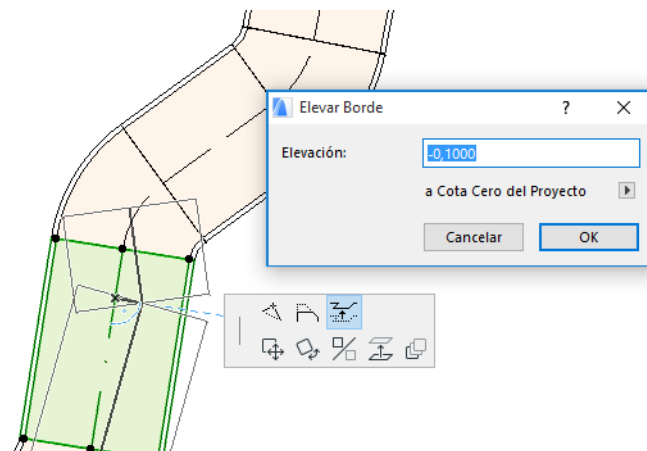 Elevar Borde
?
Elevación:
-0,1000
a Cota Cero del Proyecto
Cancelar
OK